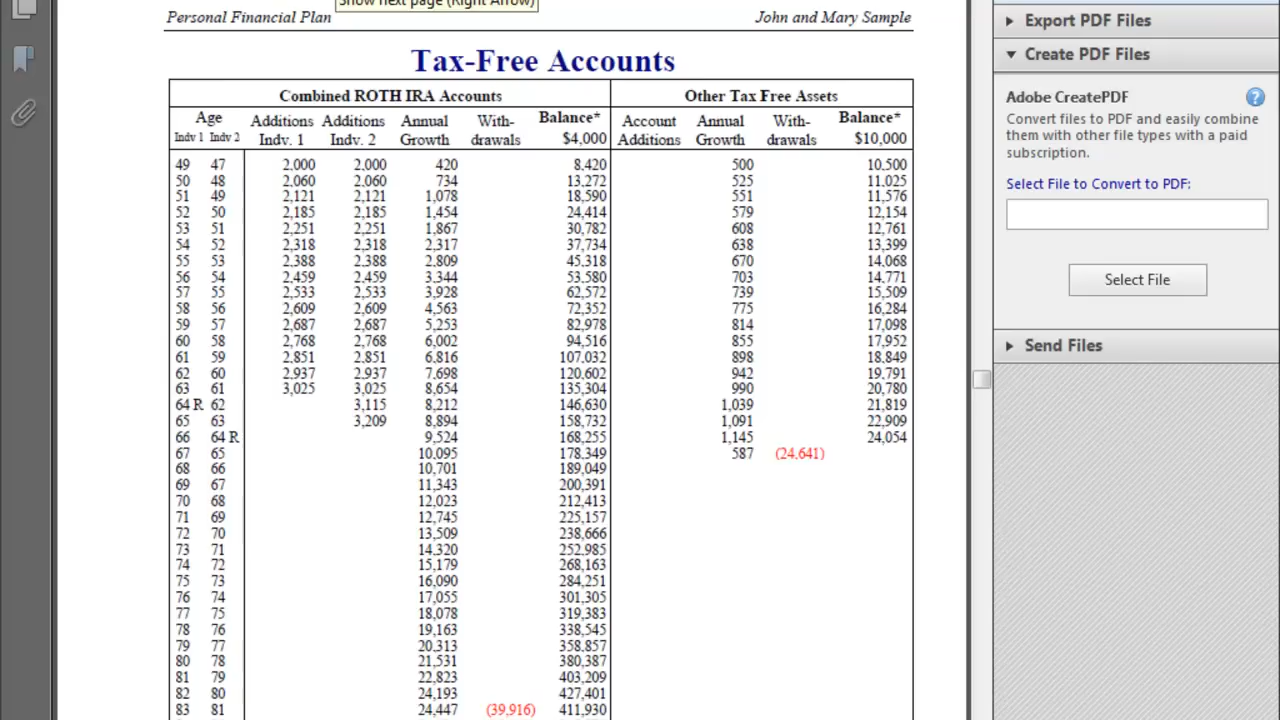 Show next page (Right Arrow)
Personal Financial Plan John and Mary Sample
Tax-Free Accounts
Combined ROTH IRA Accounts Other Tax Free Assets
Age Additions Additions Annual With- Balance* Account Annual With- Balance*
Indv 1 Indv 2 Indv. 1 Indv. 2 Growth drawals $4,000 Additions Growth drawals $10,000
49 47 2,000 2,000 420 8,420 500 10,500
50 48 2,060 2,060 734 13,272 525 11,025
51 49 2,121 2,121 1,078 18,590 551 11,576
52 50 2,185 2,185 1,454 24,414 579 12,154
53 51 2,251 2,251 1,867 30,782 608 12,761
54 52 2,318 2,318 2,317 37,734 638 13,399
55 53 2,388 2,388 2,809 45,318 670 14,068
56 54 2,459 2,459 3,344 53,580 703 14,771
57 55 2,533 2,533 3,928 62,572 739 15,509
58 56 2,609 2,609 4,563 72,352 775 16,284
59 57 2,687 2,687 5,253 82,978 814 17,098
60 58 2,768 2,768 6,002 94,516 855 17,952
61 59 2,851 2,851 6,816 107,032 898 18,849
62 60 2,937 2,937 7,698 120,602 942 19,791
63 61 3,025 3,025 8,654 135,304 990 20,780
64 R 62 3,115 8,212 146,630 1,039 21,819
65 63 3,209 8,894 158,732 1,091 22,909
66 64 R 9,524 168,255 1,145 24,054
67 65 10,095 178,349 587 (24,641)
68 66 10,701 189,049
69 67 11,343 200,391
70 68 12,023 212,413
71 69 12,745 225,157
72 70 13,509 238,666
73 71 14,320 252,985
74 72 15,179 268,163
75 73 16,090 284,251
76 74 17,055 301,305
77 75 18,078 319,383
78 76 19,163 338,545
79 77 20,313 358,857
80 78 21,531 380,387
81 79 22,823 403,209
82 80 24,193 427,401
83 81 24,447 (39,916) 411,930
Export PDF Files
Create PDF Files
Adobe CreatePDF
Convert files to PDF and easily combine
them with other file types with a paid
subscription.
Select File to Convert to PDF:
Select File
Send Files